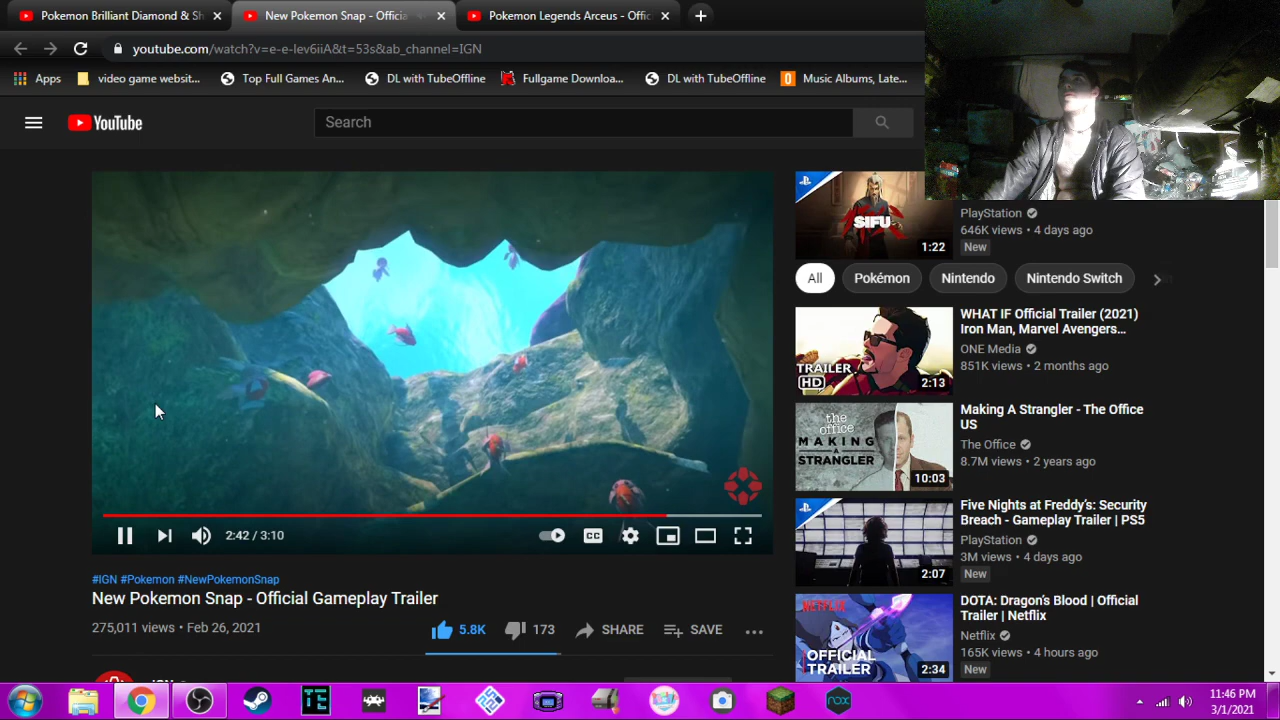 Pokemon Brilliant Diamond & Sh
New Pokemon Snap - Officia
Pokemon Legends Arceus - Offic
youtube.com/watch?v=e-e-Iev6iiA&t=53s&ab_channel=IGN
Apps
video game websit...
Top Full Games An...
DL with TubeOffline
Fullgame Downloa...
DL with TubeOffline
Music Albums, Late...
YouTube
Search
SIFU
1:22
PlayStation
646K views • 4 days ago
New
All
Pokémon
Nintendo
Nintendo Switch
TRAILER
HD
2:13
WHAT IF Official Trailer (2021)
Iron Man, Marvel Avengers...
ONE Media
851K views • 2 months ago
the office
MAKING
A
STRANGLER
10:03
Making A Strangler - The Office
US
The Office
8.7M views • 2 years ago
2:07
Five Nights at Freddy's: Security
Breach - Gameplay Trailer | PS5
PlayStation
3M views • 4 days ago
New
NETFLIX
OFFICIAL
TRAILER
2:34
DOTA: Dragon's Blood | Official
Trailer | Netflix
Netflix
165K views • 4 hours ago
New
2:42 / 3:10
CC
#IGN #Pokemon #NewPokemonSnap
New Pokemon Snap - Official Gameplay Trailer
275,011 views • Feb 26, 2021
5.8K
173
SHARE
SAVE
TE
nox
11:46 PM
3/1/2021